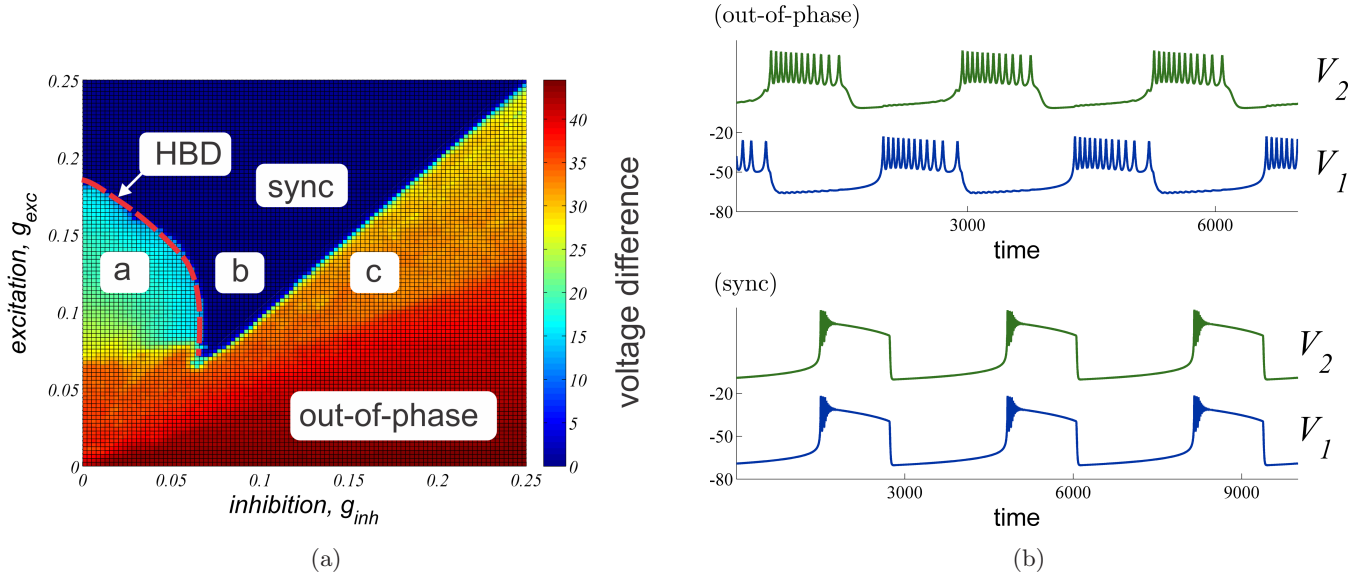 (out-of-phase)
0.25
0.2
0.15
0.1
0.05
0
excitation, g_exc
HBD
sync
a
b
c
out-of-phase
0
0.05
0.1
0.15
0.2
0.25
inhibition, g_inh
40
35
30
25
20
15
10
5
0
voltage difference
V_2
-20
-50
-80
V_1
3000
6000
time
(sync)
V_2
-20
-50
-80
V_1
3000
6000
9000
time
(a)
(b)